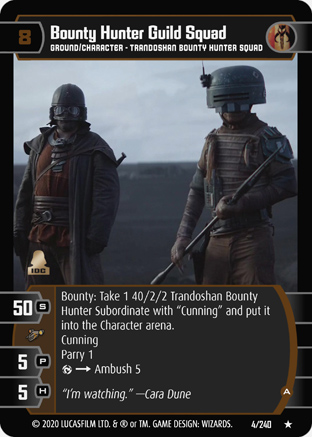 8
Bounty Hunter Guild Squad
GROUND/CHARACTER - TRANDOSHAN BOUNTY HUNTER SQUAD
IDC
50 S
Bounty: Take 1 40/2/2 Trandoshan Bounty
Hunter Subordinate with “Cunning” and put it
into the Character arena.
Cunning
Parry 1
5 P
→ Ambush 5
5 H
“I’m watching.” —Cara Dune
A
© 2020 LUCASFILM LTD. & ® or TM. GAME DESIGN: WIZARDS.
4/240